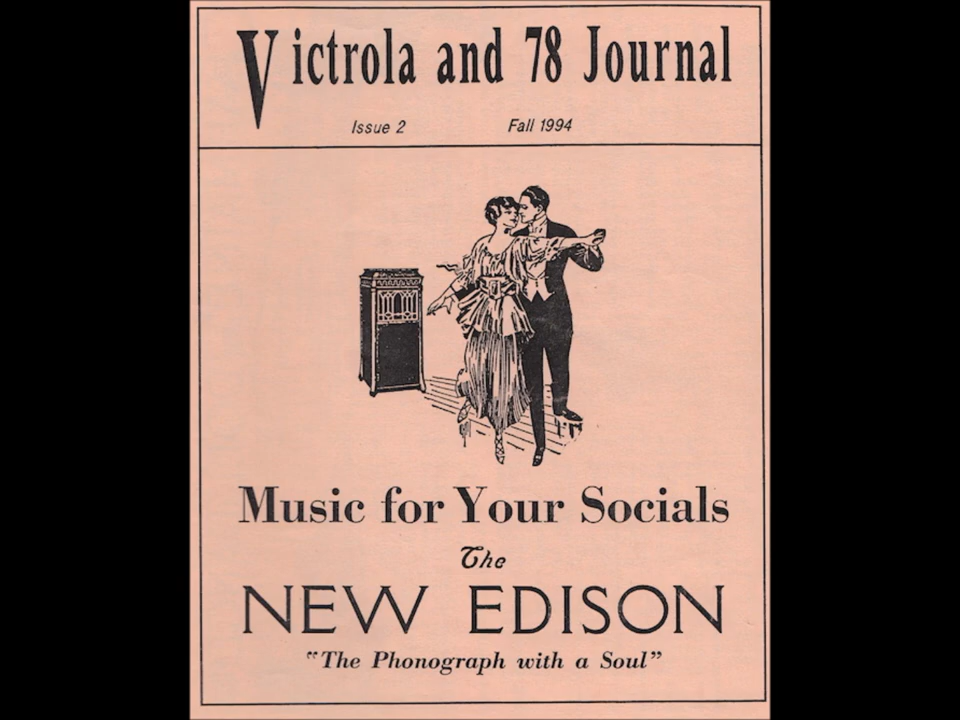 Victrola and 78 Journal
Issue 2 Fall 1994
Music for Your Socials
The
NEW EDISON
"The Phonograph with a Soul"